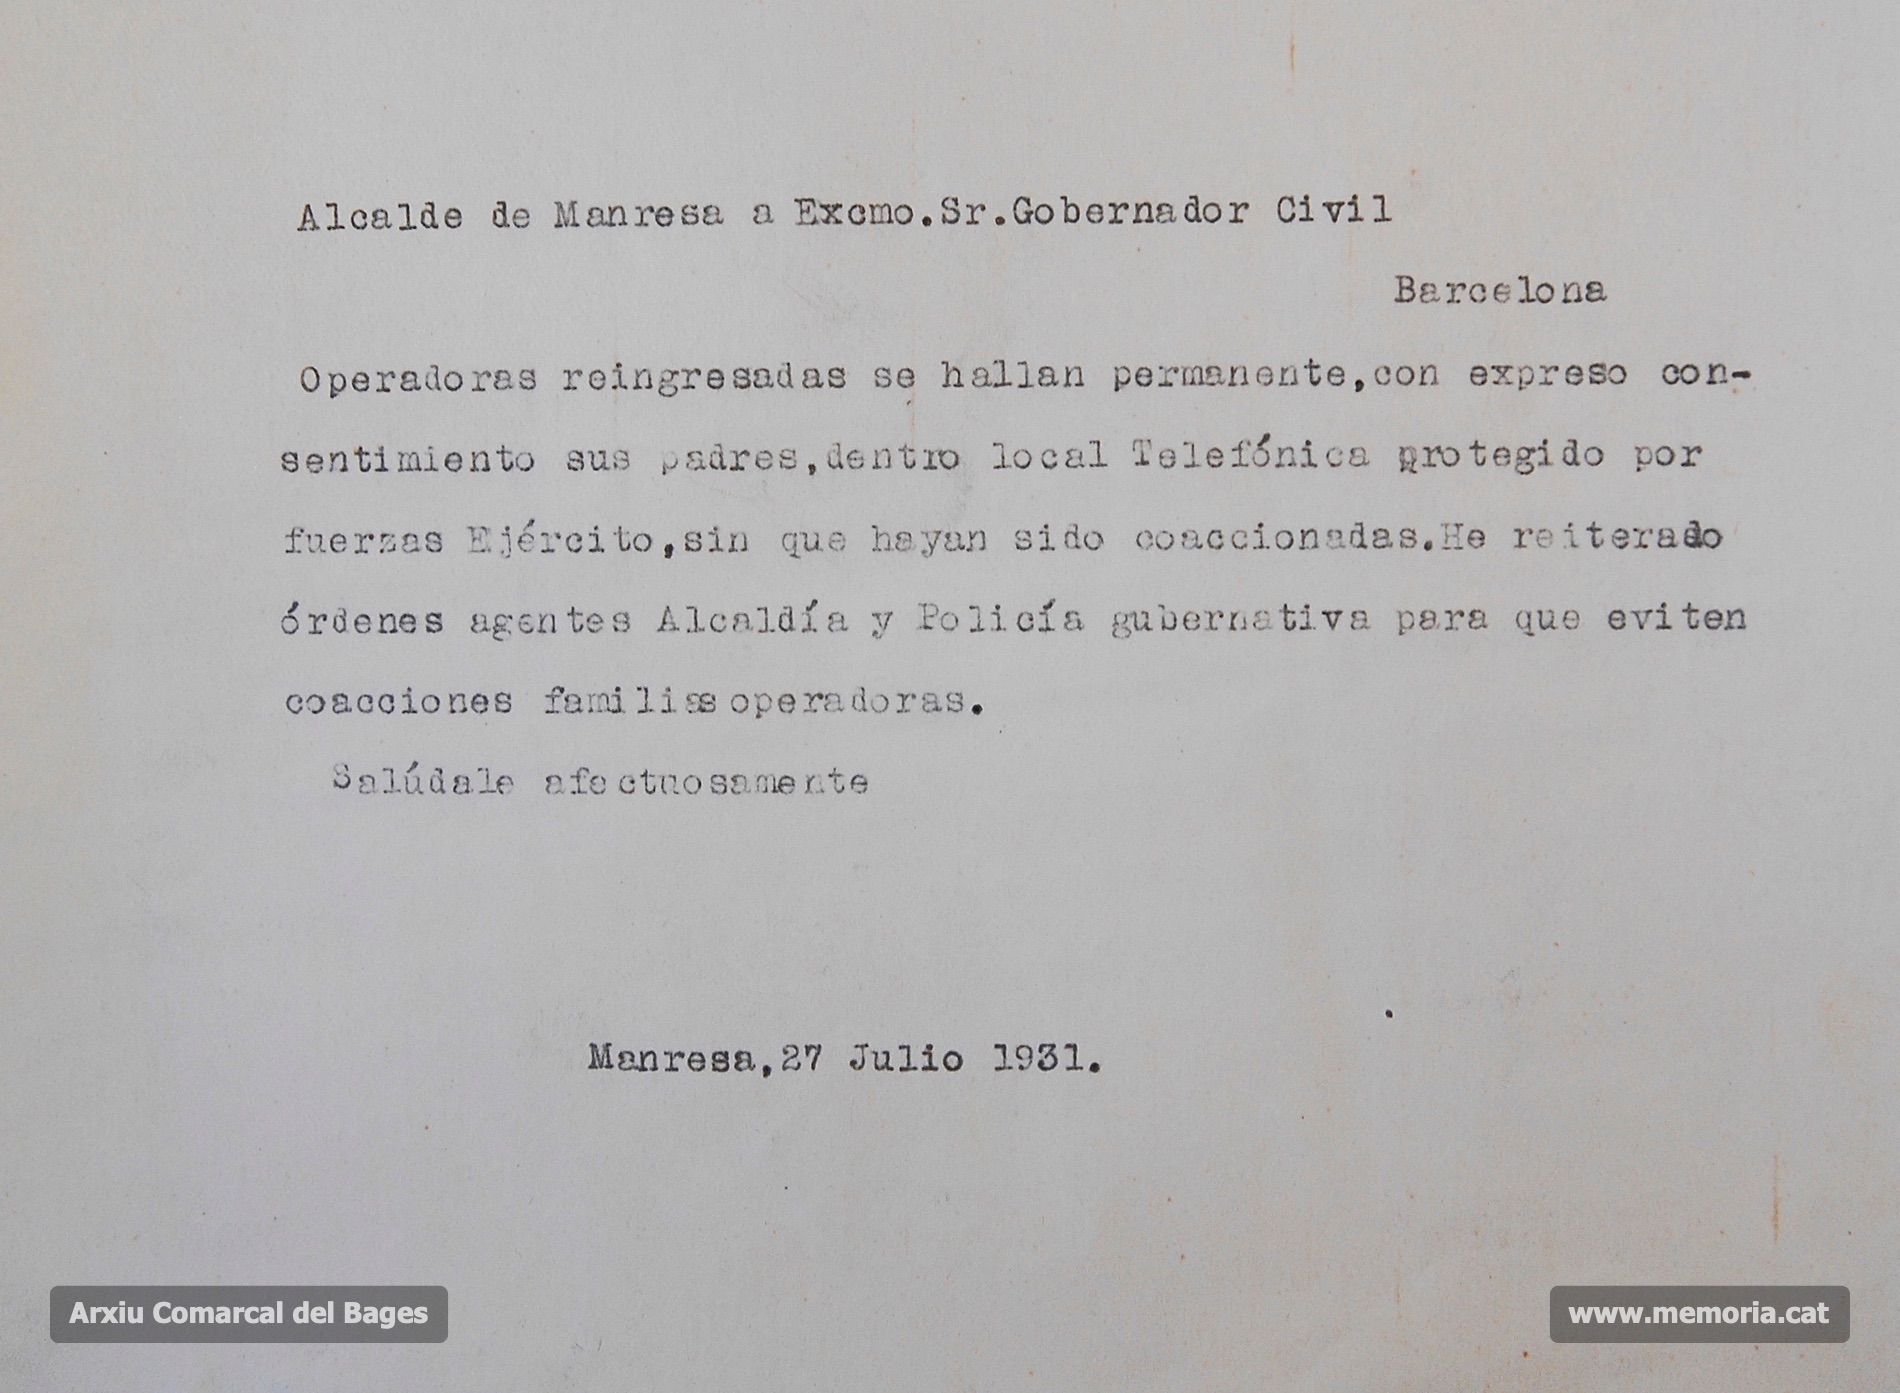 Alcalde de Manresa a Excmo.Sr.Gobernador Civil
Barcelona
Operadoras reingresadas se hallan permanente,con expreso con-
sentimiento sus padres,dentro local Telefónica protegido por
fuerzas Ejército,sin que hayan sido coaccionadas.He reiterado
órdenes agentes Alcaldía y Policía gubernativa para que eviten
coacciones familias operadoras.
Salúdale afectuosamente
Manresa,27 Julio 1931.
Arxiu Comarcal del Bages
www.memoria.cat